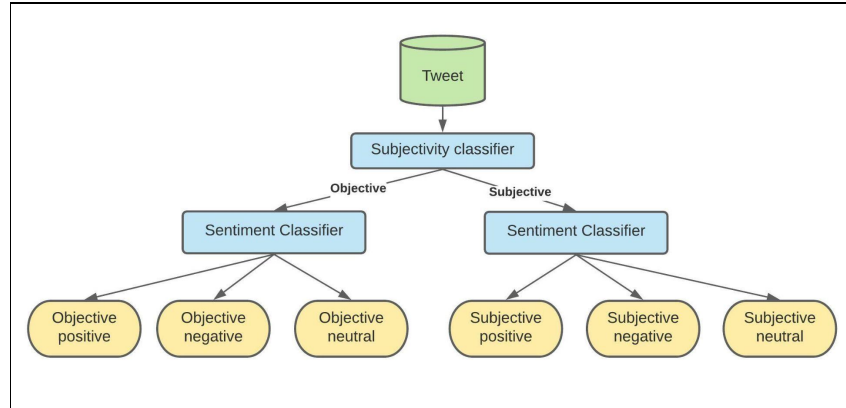 Tweet
Subjectivity classifier
Objective
Subjective
Sentiment Classifier
Sentiment Classifier
Objective
positive
Objective
negative
Objective
neutral
Subjective
positive
Subjective
negative
Subjective
neutral